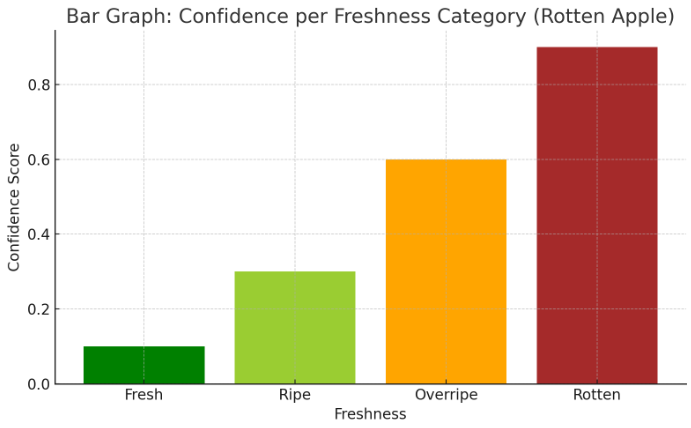 Bar Graph: Confidence per Freshness Category (Rotten Apple)
Confidence Score
0.8
0.6
0.4
0.2
0.0
Fresh Ripe Overripe Rotten
Freshness